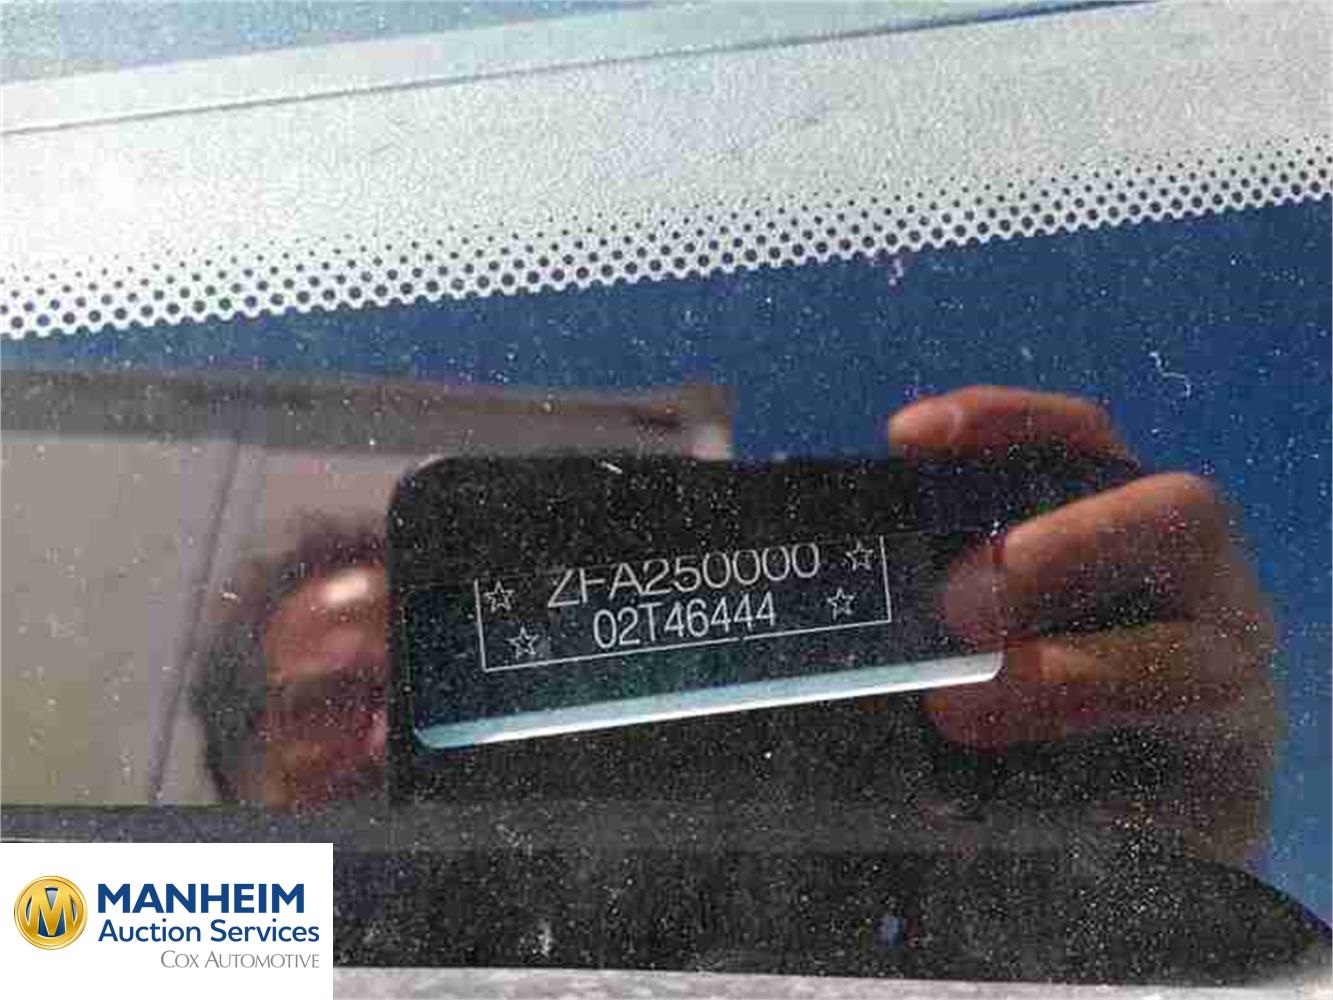 ☆ ZFA250000 ☆
☆ 02T46444 ☆
MANHEIM
Auction Services
COX AUTOMOTIVE